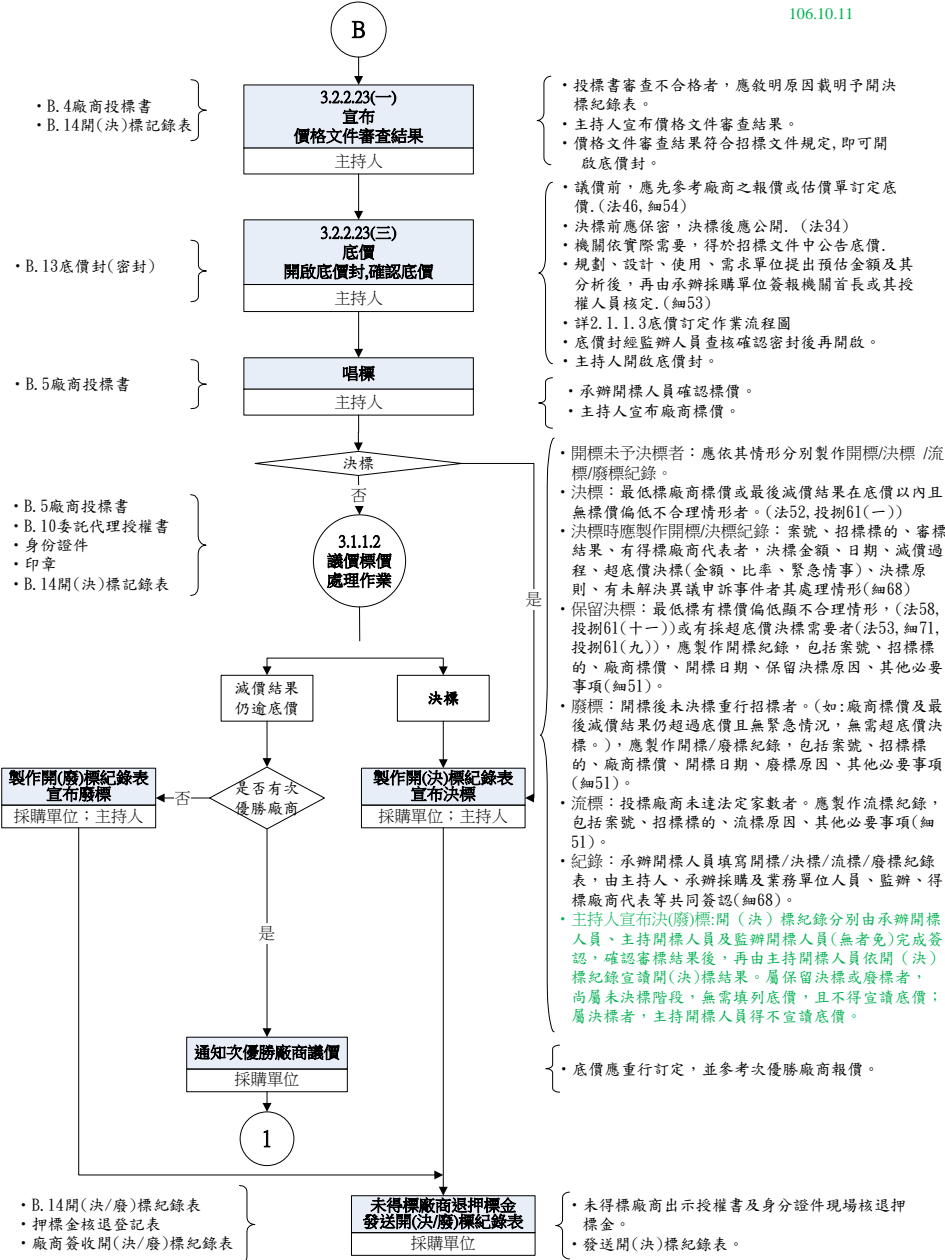 106.10.11
B
・B.4廠商投標書
・B.14開(決)標記錄表
3.2.2.23(一)
宣布
價格文件審查結果
主持人
・投標書審查不合格者，應敘明原因載明予開決
標紀錄表。
・主持人宣布價格文件審查結果。
・價格文件審查結果符合招標文件規定,即可開
啟底價封。
・B.13底價封(密封)
3.2.2.23(三)
底價
開啟底價封,確認底價
主持人
・議價前，應先參考廠商之報價或估價單訂定底
價.(法46,細54)
・決標前應保密，決標後應公開. (法34)
・機關依實際需要，得於招標文件中公告底價.
・規劃、設計、使用、需求單位提出預估金額及其
分析後，再由承辦採購單位簽報機關首長或其授
權人員核定.(細53)
・詳2.1.1.3底價訂定作業流程圖
・底價封經監辦人員查核確認密封後再開啟。
・主持人開啟底價封。
・B.5廠商投標書
唱標
主持人
・承辦開標人員確認標價。
・主持人宣布廠商標價。
決標
否
是
・B.5廠商投標書
・B.10委託代理授權書
・身份證件
・印章
・B.14開(決)標記錄表
3.1.1.2
議價標價
處理作業
減價結果
仍逾底價
決標
製作開(廢)標紀錄表
宣布廢標
採購單位；主持人
否
是否有次
優勝廠商
製作開(決)標紀錄表
宣布決標
採購單位；主持人
是
・開標未予決標者：應依其情形分別製作開標/決標 /流
標/廢標紀錄。
・決標：最低標廠商標價或最後減價結果在底價以內且
無標價偏低不合理情形者。(法52,投捌61(一))
・決標時應製作開標/決標紀錄：案號、招標標的、審標
結果、有得標廠商代表者，決標金額、日期、減價過
程、超底價決標(金額、比率、緊急情事)、決標原
則、有未解決異議申訴事件者其處理情形(細68)
・保留決標：最低標有標價偏低顯不合理情形，(法58,
投捌61(十一))或有採超底價決標需要者(法53,細71,
投捌61(九))，應製作開標紀錄，包括案號、招標標
的、廠商標價、開標日期、保留決標原因、其他必要
事項(細51)。
・廢標：開標後未決標重行招標者。(如:廠商標價及最
後減價結果仍超過底價且無緊急情況，無需超底價決
標。)，應製作開標/廢標紀錄，包括案號、招標標
的、廠商標價、開標日期、廢標原因、其他必要事項
(細51)。
・流標：投標廠商未達法定家數者。應製作流標紀錄，
包括案號、招標標的、流標原因、其他必要事項(細
51)。
・紀錄：承辦開標人員填寫開標/決標/流標/廢標紀錄
表，由主持人、承辦採購及業務單位人員、監辦、得
標廠商代表等共同簽認(細68)。
・主持人宣布決(廢)標:開（決）標紀錄分別由承辦開標
人員、主持開標人員及監辦開標人員(無者免)完成簽
認，確認審標結果後，再由主持開標人員依開（決）
標紀錄宣讀開(決)標結果。屬保留決標或廢標者，
尚屬未決標階段，無需填列底價，且不得宣讀底價；
屬決標者，主持開標人員得不宣讀底價。
通知次優勝廠商議價
採購單位
・底價應重行訂定，並參考次優勝廠商報價。
1
・B.14開(決/廢)標紀錄表
・押標金核退登記表
・廠商簽收開(決/廢)標紀錄表
未得標廠商退押標金
發送開(決/廢)標紀錄表
採購單位
・未得標廠商出示授權書及身分證件現場核退押
標金。
・發送開(決)標紀錄表。